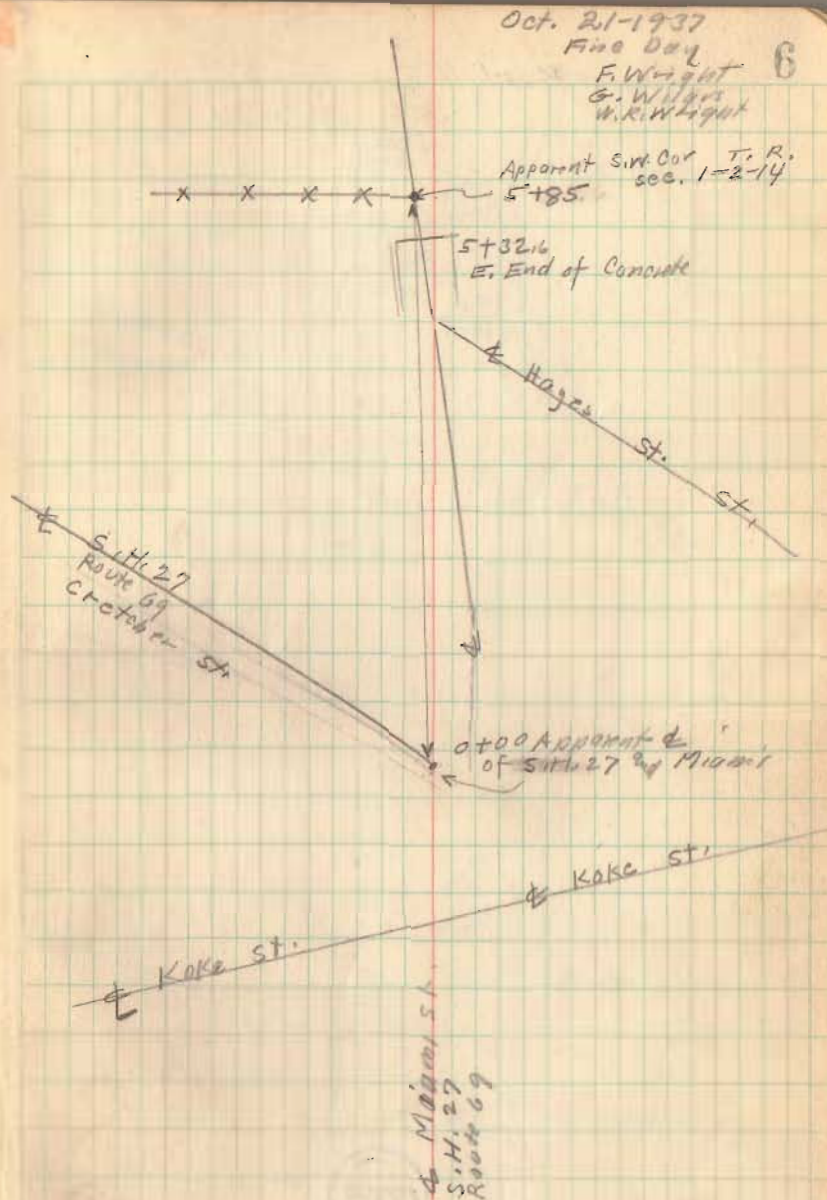 Oct. 21-1937
Fine Day
6
F. Wright
G.
W.R. Wright
Apparent S.W. Cor T. R.
sec. 1-2-14
5+85
5+32.6
E. End of Concrete
℄ Hayes St. St.
℄ S.H. 27
Route 69
St.
0+00 Apparent ℄
of S.H. 27 and Miami
℄ Koke St.
℄ Koke St.
℄ Miami St.
S.H. 27
Route 69